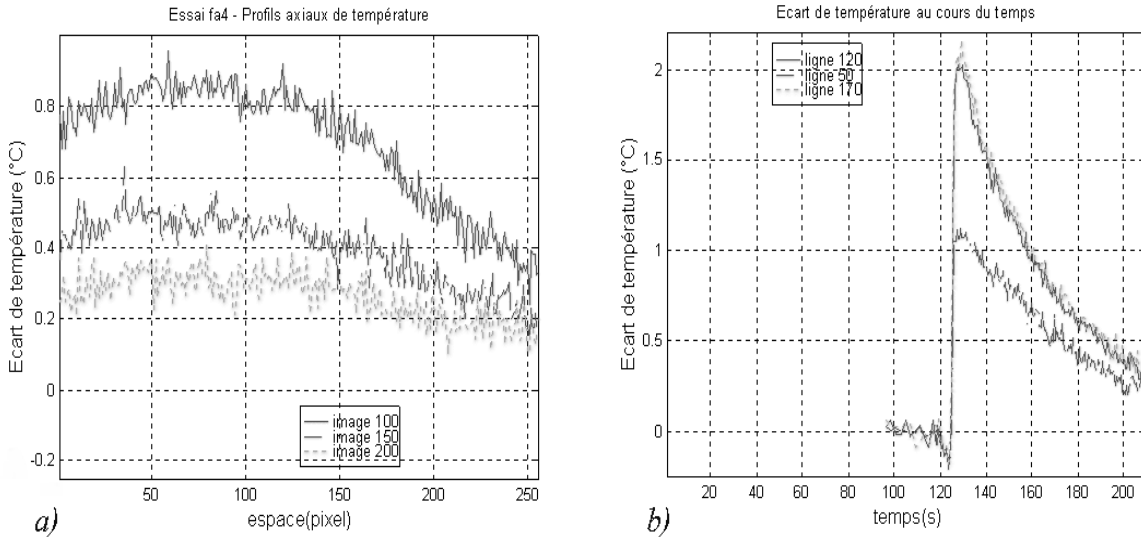 Essai fa4 - Profils axiaux de température
Ecart de température (°C)
0.8
0.6
0.4
0.2
0
-0.2
image 100
image 150
image 200
50
100
150
200
250
espace(pixel)
a)
Ecart de température au cours du temps
Ecart de température (°C)
2
1.5
1
0.5
0
ligne 120
ligne 50
ligne 170
20
40
60
80
100
120
140
160
180
200
temps(s)
b)